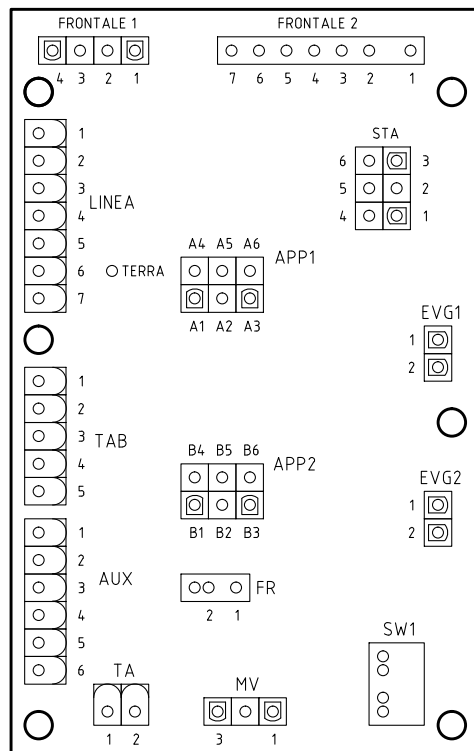 FRONTALE 1 FRONTALE 2
4 3 2 1 7 6 5 4 3 2 1
STA
6 3
5 2
4 1
1
2
3
LINEA
4
5
6
7
TERRA
A4 A5 A6
APP1
A1 A2 A3
EVG1
1
2
1
2
3
TAB
4
5
B4 B5 B6
APP2
B1 B2 B3
EVG2
1
2
1
2
3
AUX
4
5
6
FR
2 1
SW1
TA
1 2
MV
3 1